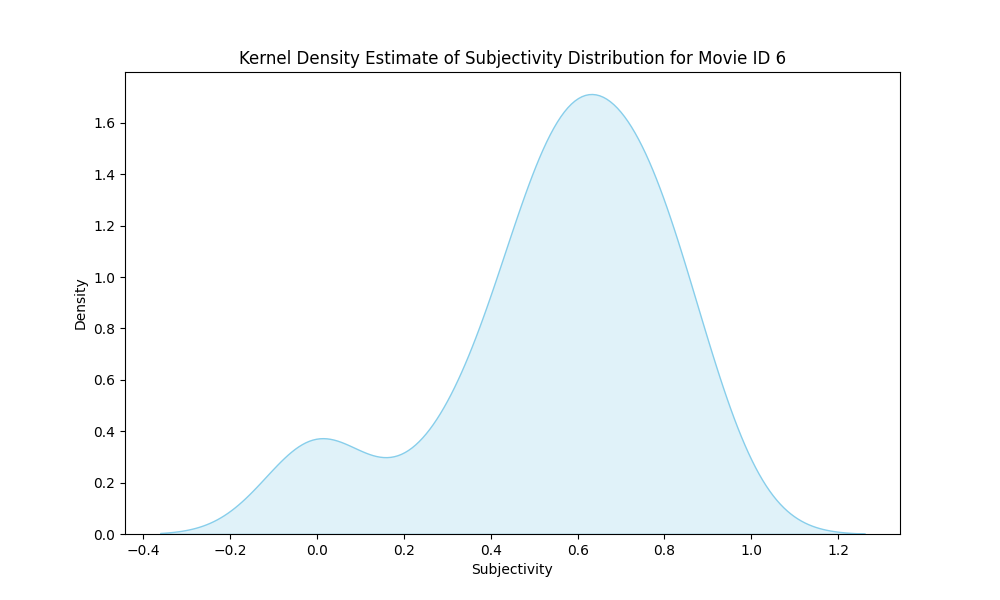 Kernel Density Estimate of Subjectivity Distribution for Movie ID 6
Density
1.6
1.4
1.2
1.0
0.8
0.6
0.4
0.2
0.0
−0.4 −0.2 0.0 0.2 0.4 0.6 0.8 1.0 1.2
Subjectivity